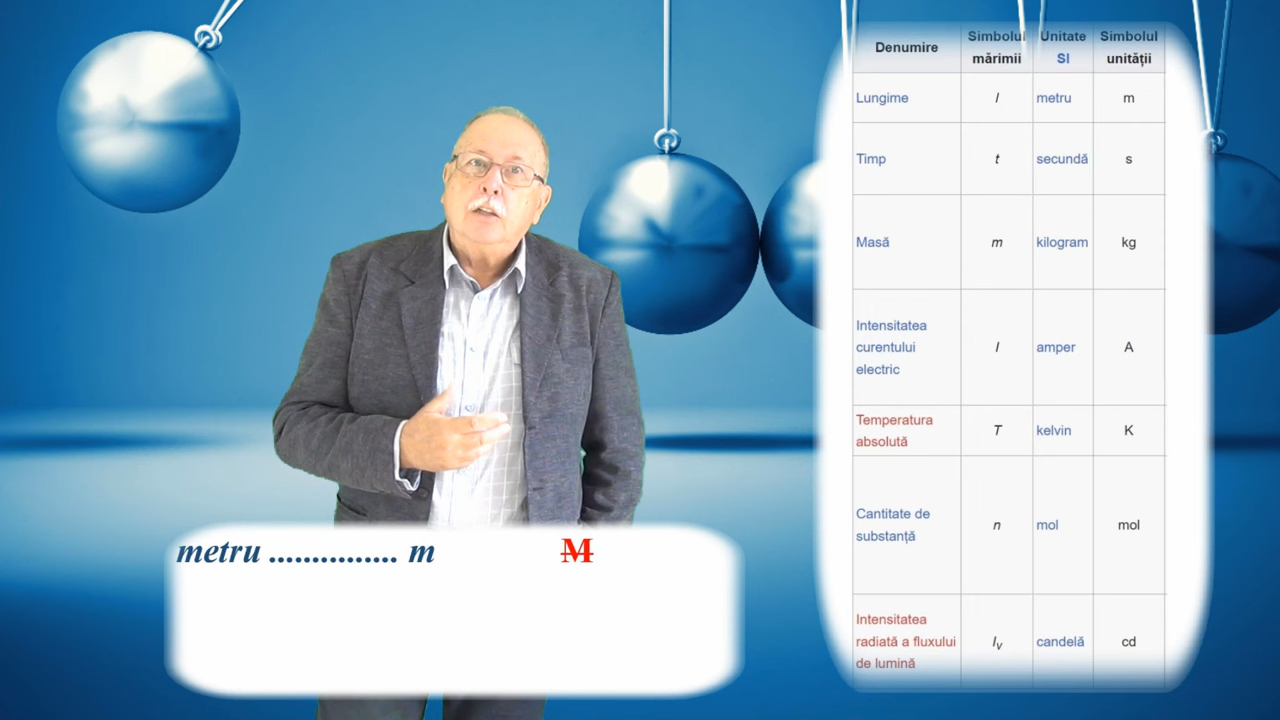 Denumire Simbolul mărimii Unitate SI Simbolul unității
Lungime l metru m
Timp t secundă s
Masă m kilogram kg
Intensitatea curentului electric I amper A
Temperatura absolută T kelvin K
Cantitate de substanță n mol mol
Intensitatea radiată a fluxului de lumină Iv candelă cd
metru ............... m M